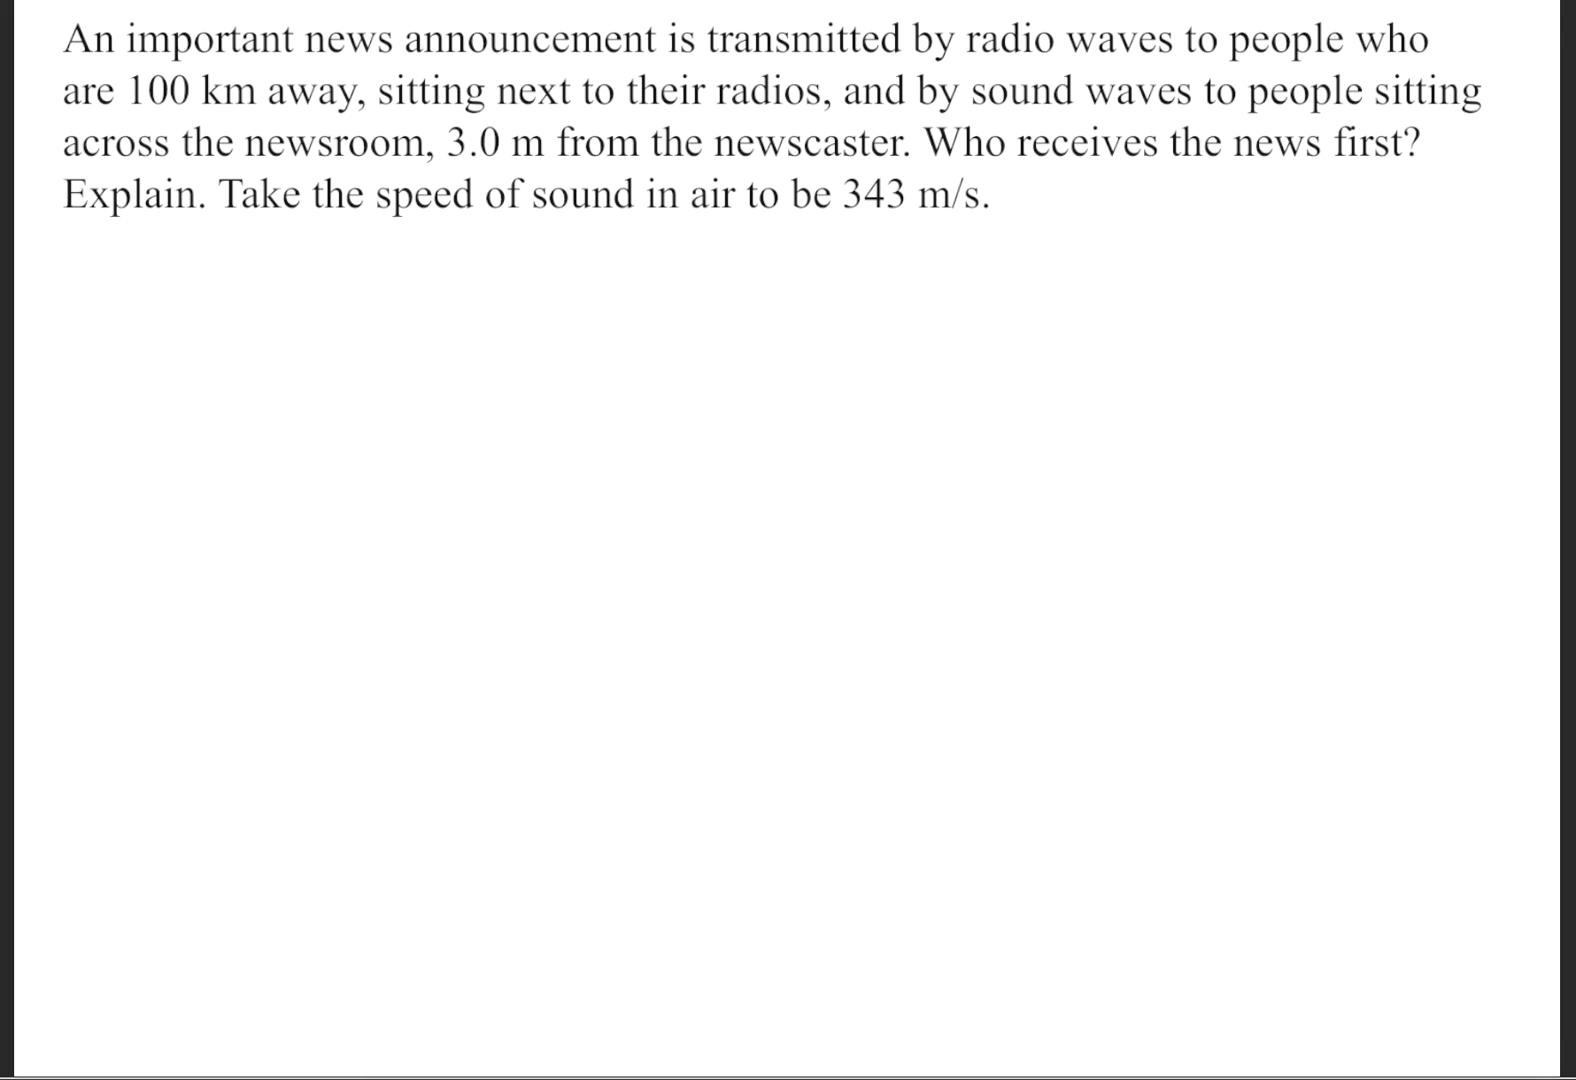 An important news announcement is transmitted by radio waves to people who
are 100 km away, sitting next to their radios, and by sound waves to people sitting
across the newsroom, 3.0 m from the newscaster. Who receives the news first?
Explain. Take the speed of sound in air to be 343 m/s.